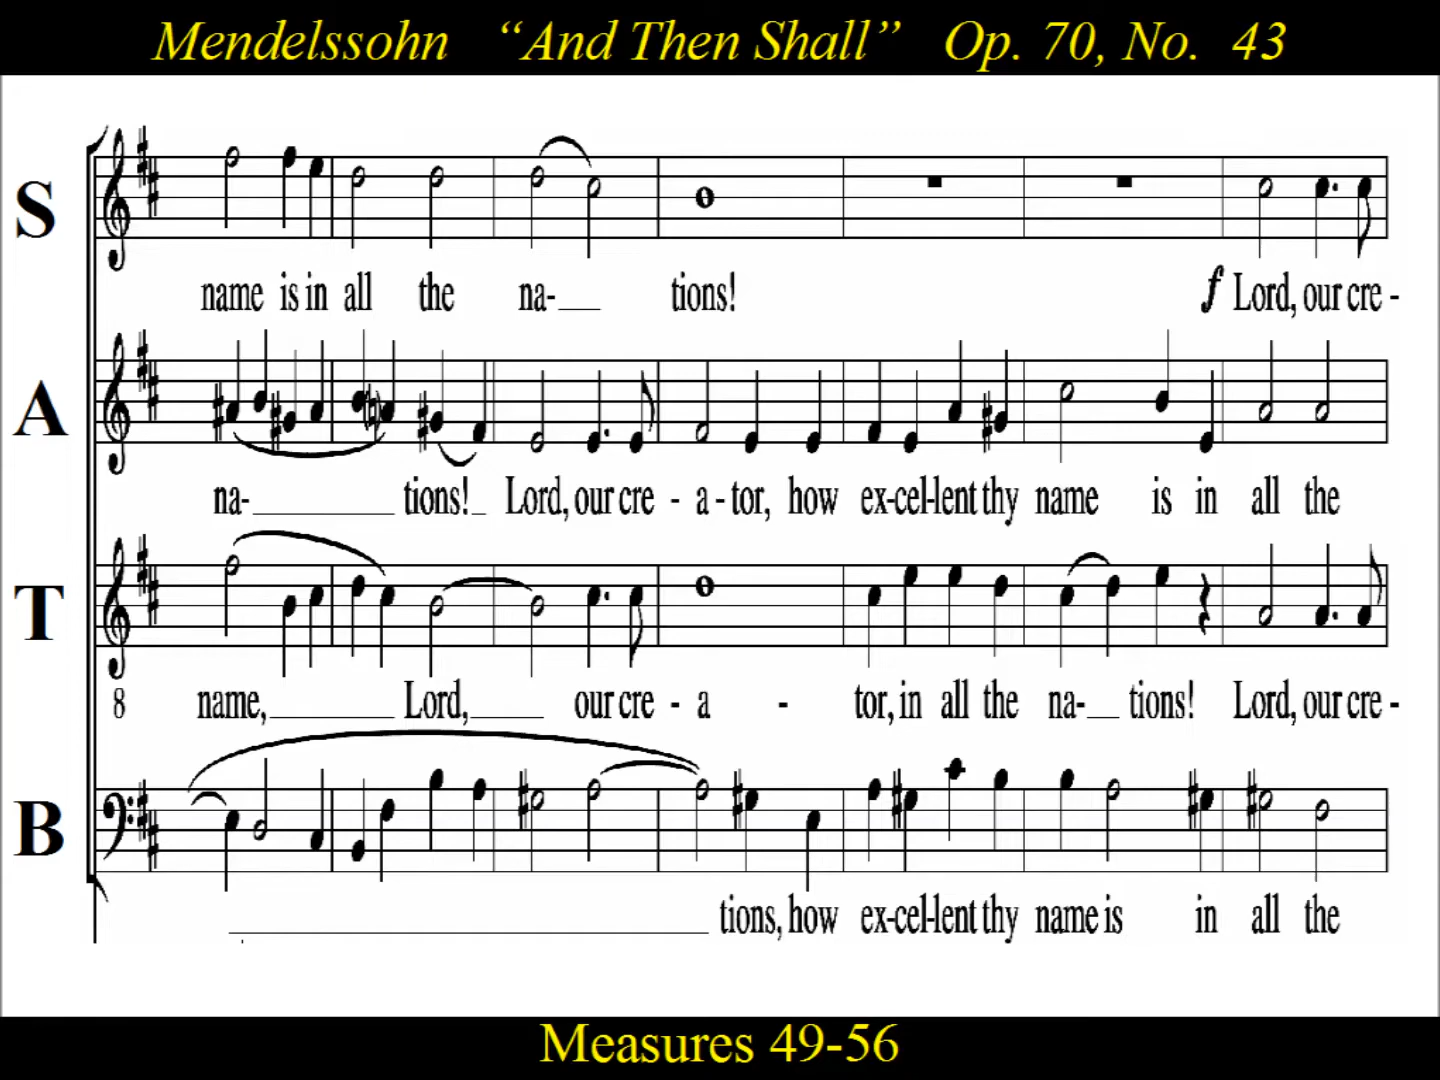 Mendelssohn “And Then Shall” Op. 70, No. 43
S
name is in all the na- tions! f Lord, our cre -
A
na- tions! Lord, our cre - a - tor, how ex-cel-lent thy name is in all the
T
8 name, Lord, our cre - a - tor, in all the na- tions! Lord, our cre -
B
tions, how ex-cel-lent thy name is in all the
Measures 49-56